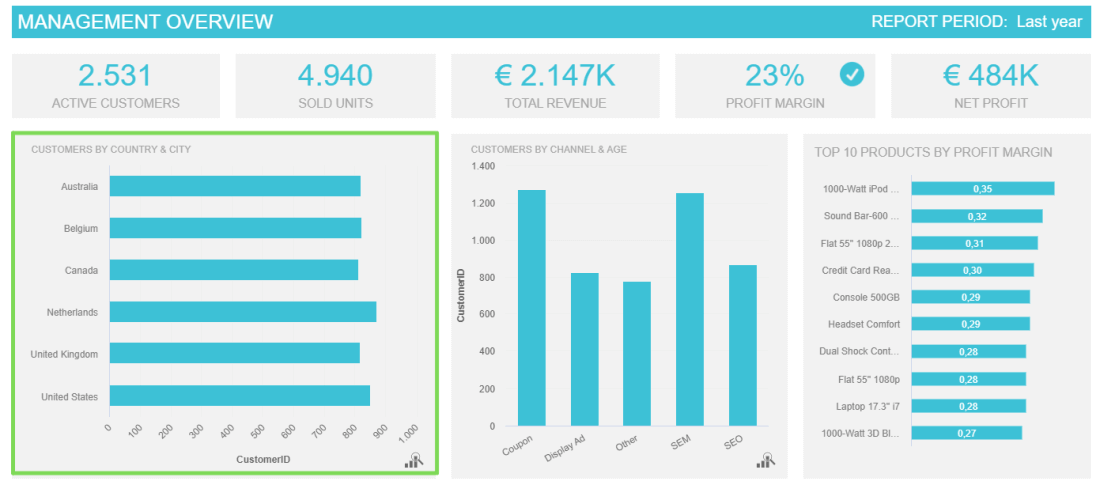 MANAGEMENT OVERVIEW
REPORT PERIOD: Last year
2.531
ACTIVE CUSTOMERS
4.940
SOLD UNITS
€ 2.147K
TOTAL REVENUE
23%
PROFIT MARGIN
€ 484K
NET PROFIT
CUSTOMERS BY COUNTRY & CITY
Australia
Belgium
Canada
Netherlands
United Kingdom
United States
0 100 200 300 400 500 600 700 800 900 1.000
CustomerID
CUSTOMERS BY CHANNEL & AGE
CustomerID
1.400
1.200
1.000
800
600
400
200
0
Coupon Display Ad Other SEM SEO
TOP 10 PRODUCTS BY PROFIT MARGIN
1000-Watt iPod ... 0,35
Sound Bar-600 ... 0,32
Flat 55" 1080p 2... 0,31
Credit Card Rea... 0,30
Console 500GB 0,29
Headset Comfort 0,29
Dual Shock Cont... 0,28
Flat 55" 1080p 0,28
Laptop 17.3" i7 0,28
1000-Watt 3D Bl... 0,27